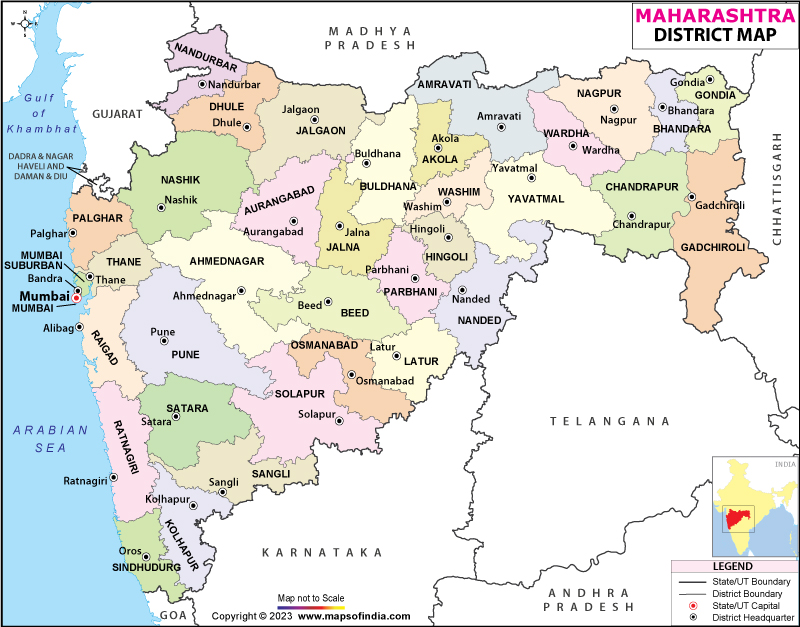 MAHARASHTRA
DISTRICT MAP
N
MADHYA
PRADESH
GUJARAT
Gulf
of
Khambhat
DADRA & NAGAR
HAVELI AND
DAMAN & DIU
CHHATTISGARH
NANDURBAR
Nandurbar
DHULE
Dhule
Jalgaon
JALGAON
AMRAVATI
Amravati
Akola
AKOLA
Buldhana
BULDHANA
NAGPUR
Nagpur
WARDHA
Wardha
Bhandara
BHANDARA
Gondia
GONDIA
NASHIK
Nashik
AURANGABAD
Aurangabad
Jalna
JALNA
WASHIM
Washim
Yavatmal
YAVATMAL
CHANDRAPUR
Chandrapur
Gadchiroli
GADCHIROLI
PALGHAR
Palghar
THANE
Thane
MUMBAI
SUBURBAN
Bandra
Mumbai
MUMBAI
Alibag
RAIGAD
AHMEDNAGAR
Ahmednagar
Hingoli
HINGOLI
Parbhani
PARBHANI
Nanded
NANDED
Beed
BEED
Pune
PUNE
OSMANABAD
Osmanabad
Latur
LATUR
SOLAPUR
Solapur
SATARA
Satara
RATNAGIRI
Ratnagiri
SANGLI
Sangli
Kolhapur
KOLHAPUR
Oros
SINDHUDURG
ARABIAN
SEA
TELANGANA
KARNATAKA
GOA
ANDHRA
PRADESH
INDIA
LEGEND
State/UT Boundary
District Boundary
State/UT Capital
District Headquarter
Map not to Scale
Copyright © 2023 www.mapsofindia.com